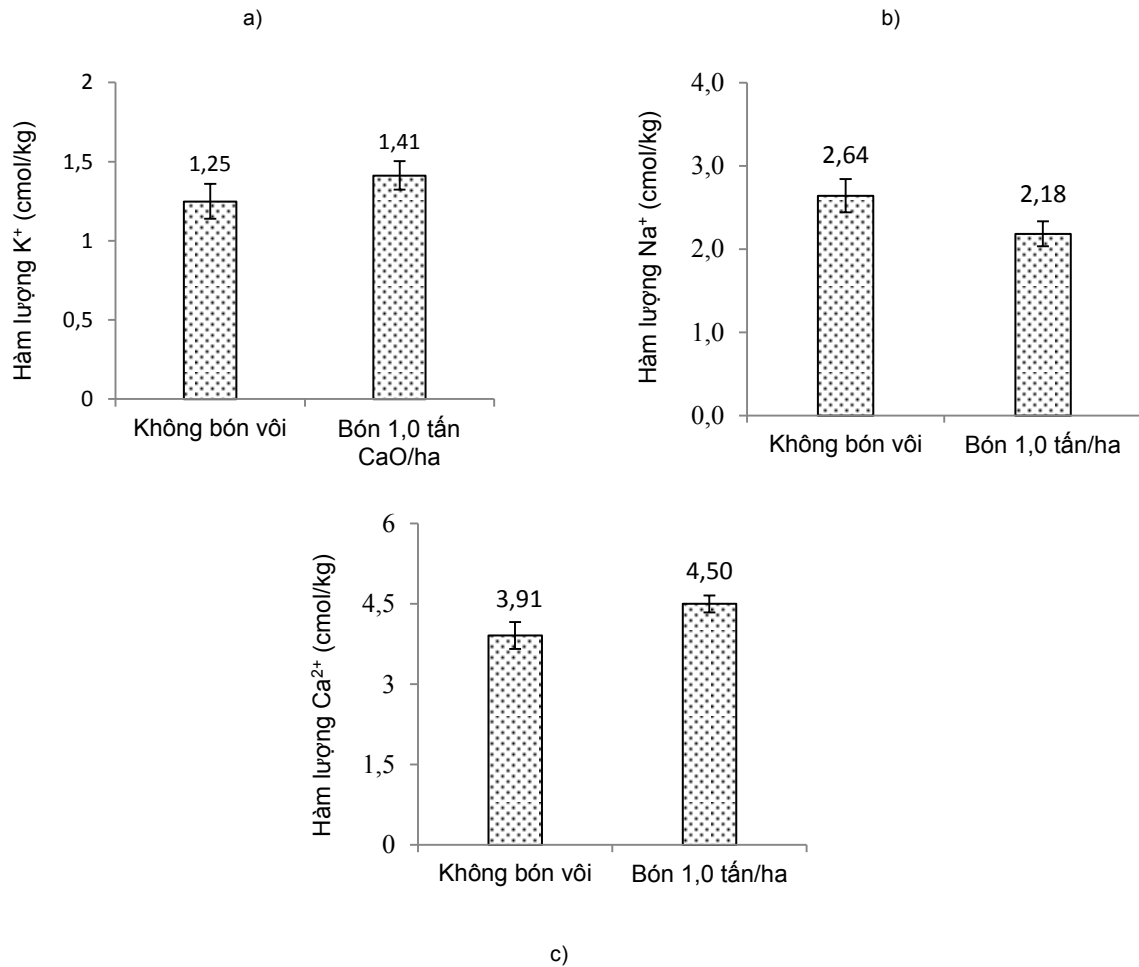 a)
b)
Hàm lượng K⁺ (cmol/kg)
2
1,5
1
0,5
0
1,25
1,41
Không bón vôi
Bón 1,0 tấn
CaO/ha
Hàm lượng Na⁺ (cmol/kg)
4,0
3,0
2,0
1,0
0,0
2,64
2,18
Không bón vôi
Bón 1,0 tấn/ha
Hàm lượng Ca²⁺ (cmol/kg)
6
4,5
3
1,5
0
3,91
4,50
Không bón vôi
Bón 1,0 tấn/ha
c)